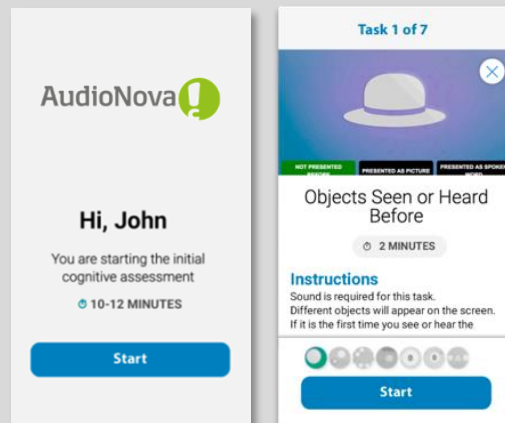 AudioNova
Hi, John
You are starting the initial
cognitive assessment
10-12 MINUTES
Start
Task 1 of 7
NOT PRESENTED
BEFORE
PRESENTED AS PICTURE
PRESENTED AS SPOKEN
WORD
Objects Seen or Heard
Before
2 MINUTES
Instructions
Sound is required for this task.
Different objects will appear on the screen.
If it is the first time you see or hear the
Start